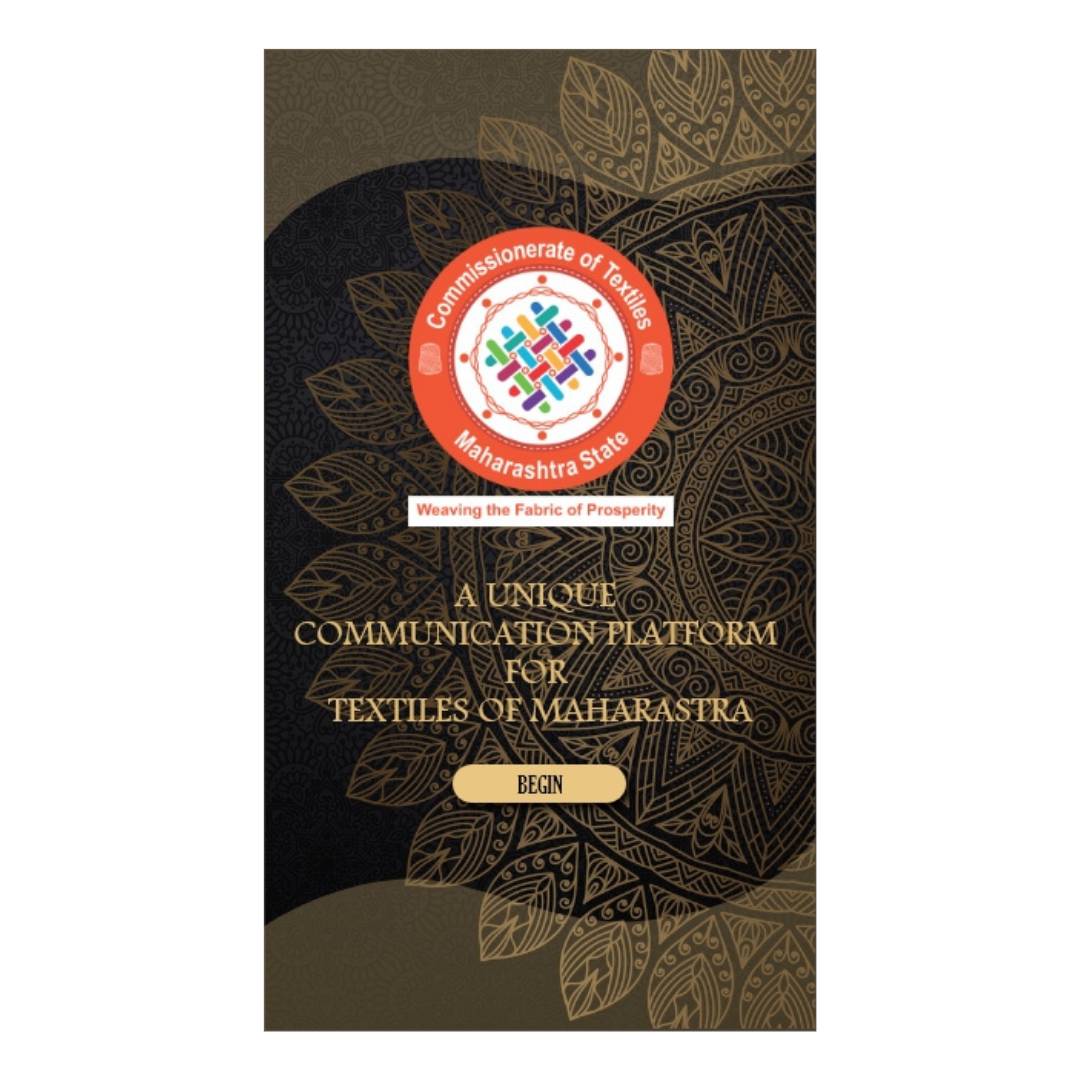 Commissionerate of Textiles
Maharashtra State
Weaving the Fabric of Prosperity
A UNIQUE
COMMUNICATION PLATFORM
FOR
TEXTILES OF MAHARASTRA
BEGIN